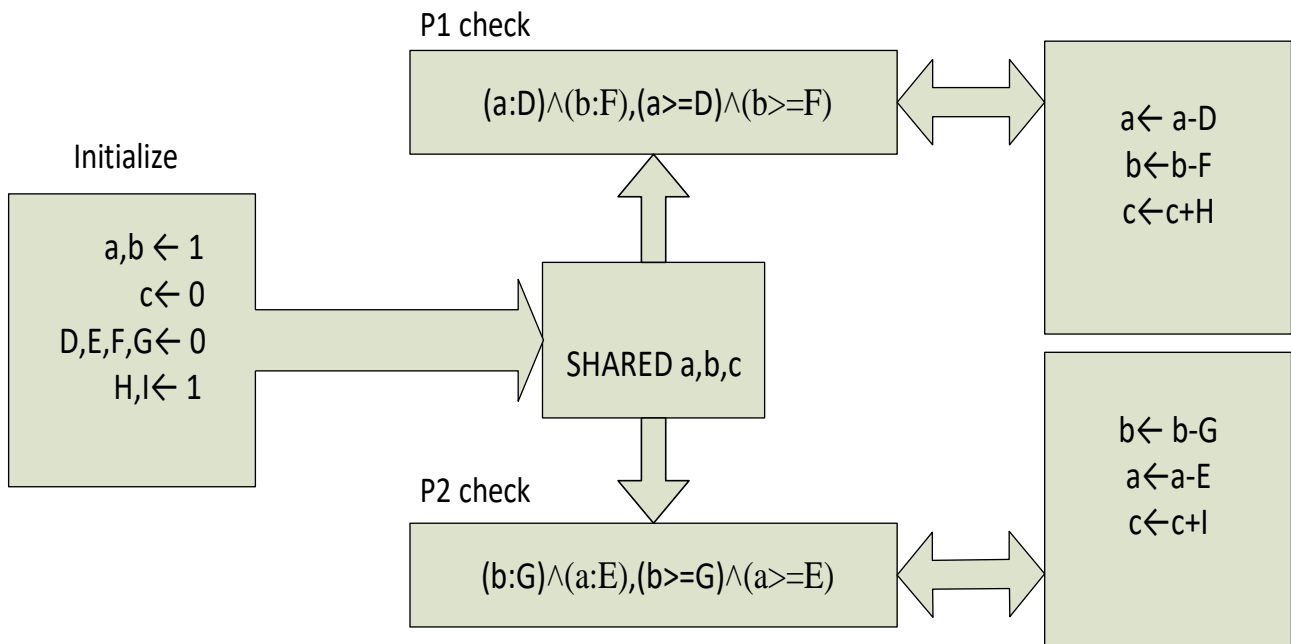 P1 check
(a:D)^(b:F),(a>=D)^(b>=F)
a← a-D
b←b-F
c←c+H
Initialize
a,b ← 1
c← 0
D,E,F,G← 0
H,I← 1
SHARED a,b,c
P2 check
(b:G)^(a:E),(b>=G)^(a>=E)
b← b-G
a←a-E
c←c+I